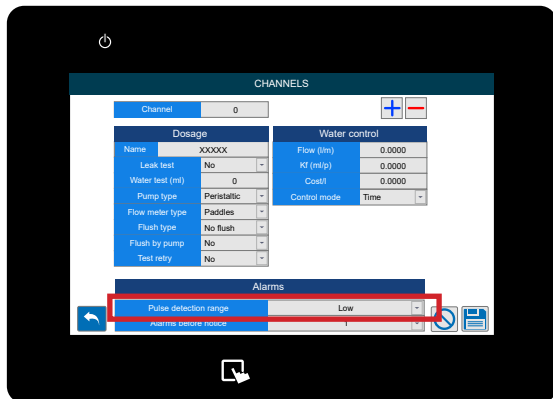 CHANNELS
Channel 0
Dosage
Name XXXXX
Leak test No
Water test (ml) 0
Pump type Peristaltic
Flow meter type Paddles
Flush type No flush
Flush by pump No
Test retry No
Water control
Flow (l/m) 0.0000
Kf (ml/p) 0.0000
Cost/l 0.0000
Control mode Time
Alarms
Pulse detection range Low
Alarms before notice 1